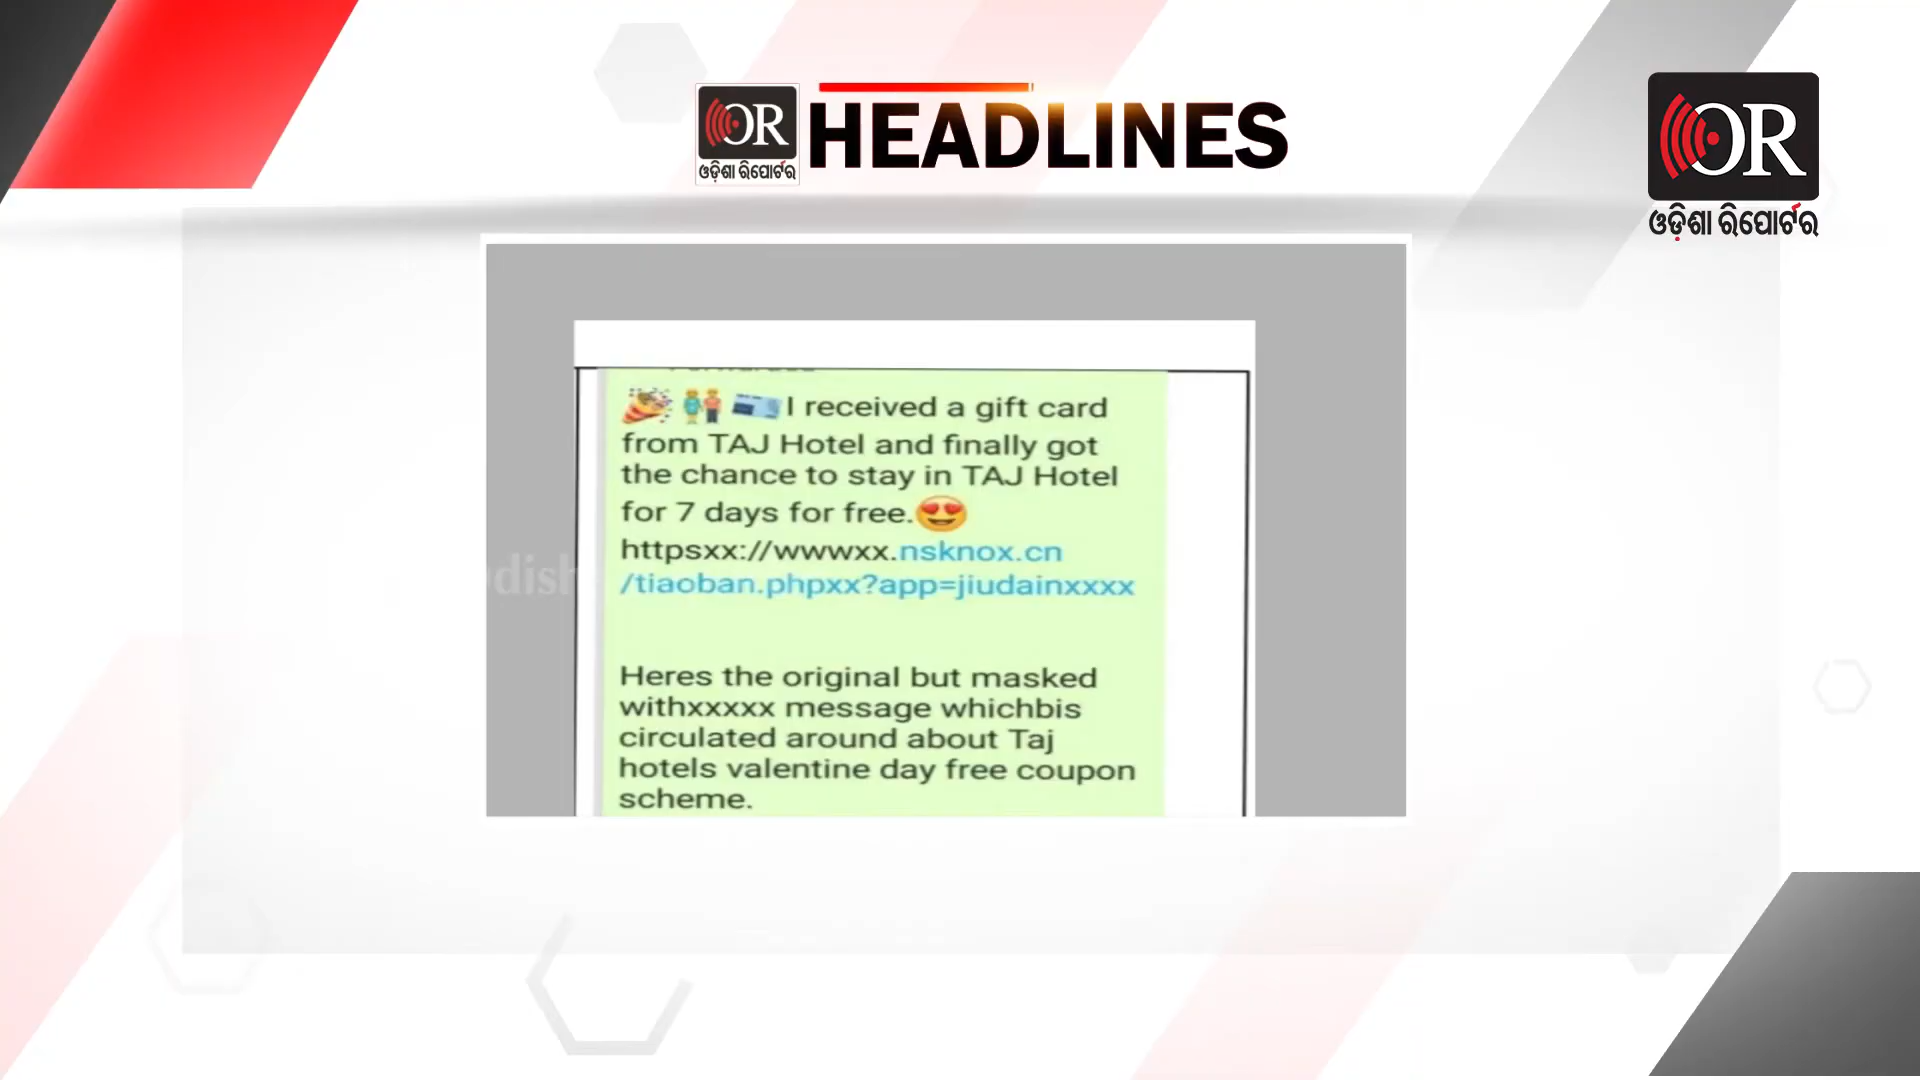 OR
ଓଡ଼ିଶା ରିପୋର୍ଟର
HEADLINES
OR
ଓଡ଼ିଶା ରିପୋର୍ଟର
I received a gift card
from TAJ Hotel and finally got
the chance to stay in TAJ Hotel
for 7 days for free.
httpsxx://wwwxx.nsknox.cn
/tiaoban.phpxx?app=jiudainxxxx
Heres the original but masked
withxxxxx message whichbis
circulated around about Taj
hotels valentine day free coupon
scheme.